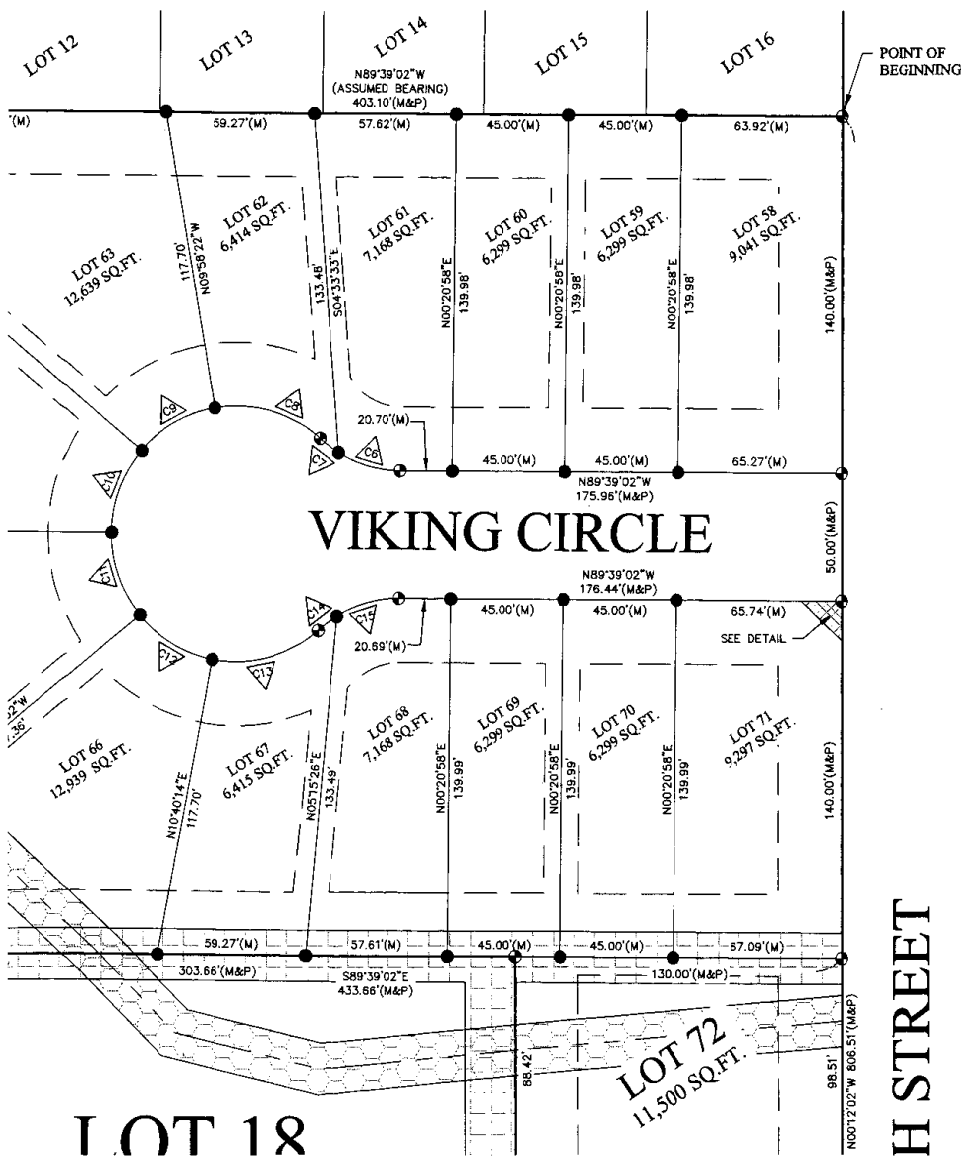 LOT 12
LOT 13
LOT 14
LOT 15
LOT 16
POINT OF
BEGINNING
N89°39'02"W
(ASSUMED BEARING)
403.10'(M&P)
'(M)
59.27'(M)
57.62'(M)
45.00'(M)
45.00'(M)
63.92'(M)
LOT 63
12,639 SQ.FT.
117.70'
N09°58'22"W
LOT 62
6,414 SQ.FT.
133.48'
S04°33'33"E
LOT 61
7,168 SQ.FT.
N00°20'58"E
139.98'
LOT 60
6,299 SQ.FT.
N00°20'58"E
139.98'
LOT 59
6,299 SQ.FT.
N00°20'58"E
139.98'
LOT 58
9,041 SQ.FT.
140.00'(M&P)
C9
C8
C7
C6
C10
20.70'(M)
45.00'(M)
45.00'(M)
65.27'(M)
N89°39'02"W
175.96'(M&P)
VIKING CIRCLE
50.00'(M&P)
N89°39'02"W
176.44'(M&P)
C11
C12
C13
C14
C15
20.69'(M)
45.00'(M)
45.00'(M)
65.74'(M)
SEE DETAIL
32"W
7.36'
LOT 66
12,939 SQ.FT.
N10°40'14"E
117.70'
LOT 67
6,415 SQ.FT.
N05°15'26"E
133.49'
LOT 68
7,168 SQ.FT.
N00°20'58"E
139.99'
LOT 69
6,299 SQ.FT.
N00°20'58"E
139.99'
LOT 70
6,299 SQ.FT.
N00°20'58"E
139.99'
LOT 71
9,297 SQ.FT.
140.00'(M&P)
59.27'(M)
57.61'(M)
45.00'(M)
45.00'(M)
67.09'(M)
303.66'(M&P)
S89°39'02"E
433.66'(M&P)
130.00'(M&P)
88.42'
LOT 72
11,500 SQ.FT.
98.51'
N00°12'02"W 806.51'(M&P)
H STREET
LOT 18